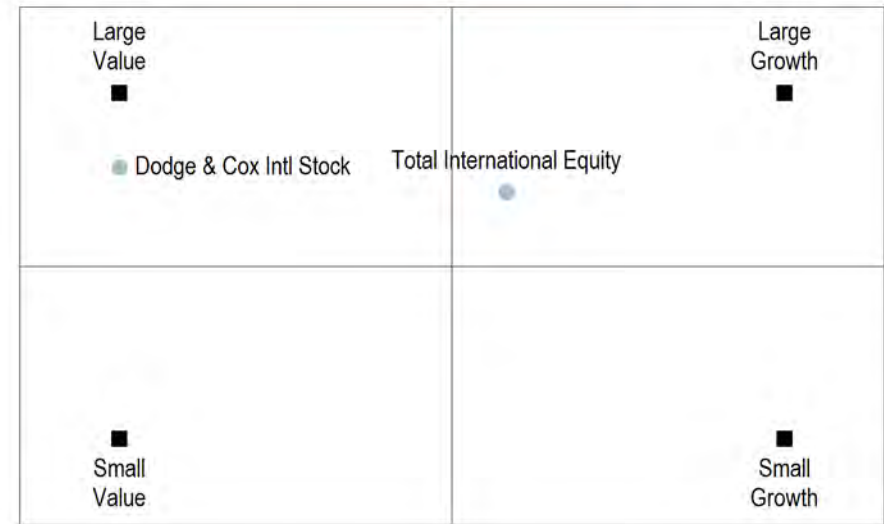 Large
Value
Large
Growth
Dodge & Cox Intl Stock
Total International Equity
Small
Value
Small
Growth